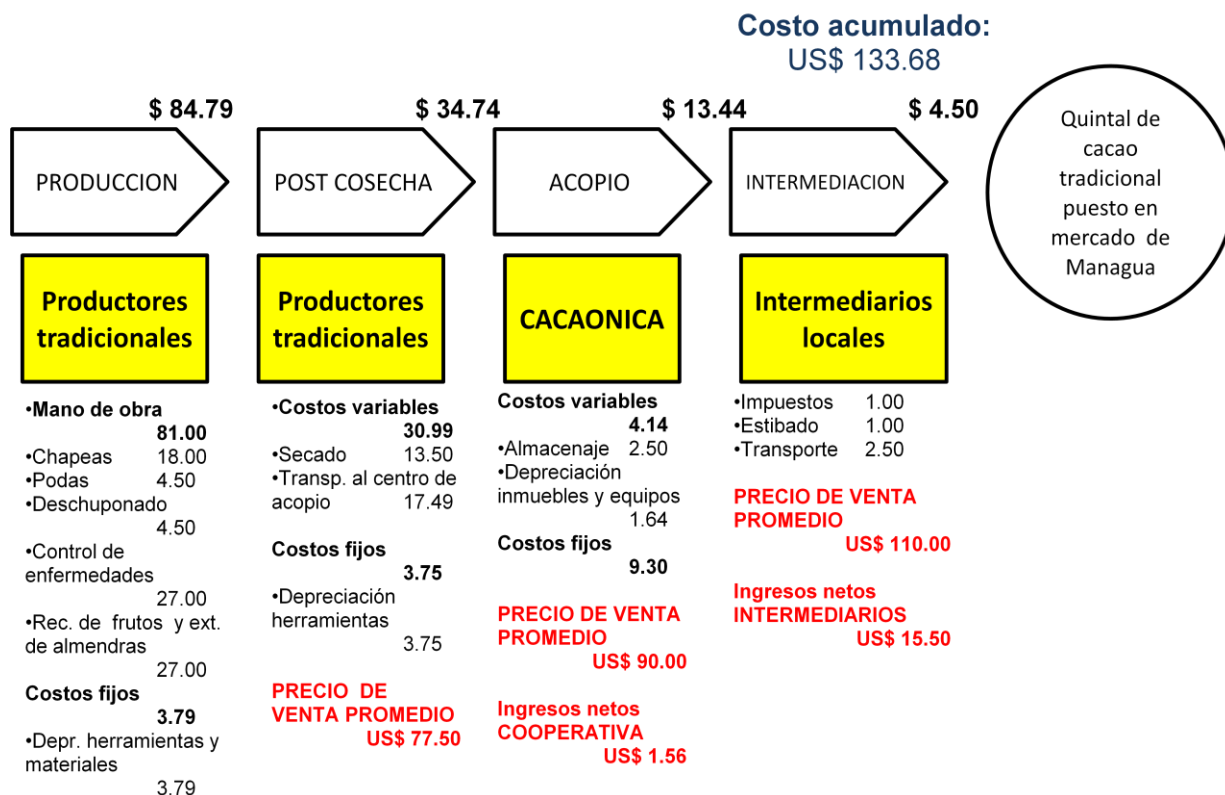 Costo acumulado:
US$ 133.68
$ 84.79
$ 34.74
$ 13.44
$ 4.50
PRODUCCION
POST COSECHA
ACOPIO
INTERMEDIACION
Quintal de
cacao
tradicional
puesto en
mercado de
Managua
Productores
tradicionales
Productores
tradicionales
CACAONICA
Intermediarios
locales
•Mano de obra
81.00
•Chapeas 18.00
•Podas 4.50
•Deschuponado
4.50
•Control de
enfermedades
27.00
•Rec. de frutos y ext.
de almendras
27.00
Costos fijos
3.79
•Depr. herramientas y
materiales
3.79
•Costos variables
30.99
•Secado 13.50
•Transp. al centro de
acopio 17.49
Costos fijos
3.75
•Depreciación
herramientas
3.75
PRECIO DE
VENTA PROMEDIO
US$ 77.50
Costos variables
4.14
•Almacenaje 2.50
•Depreciación
inmuebles y equipos
1.64
Costos fijos
9.30
PRECIO DE VENTA
PROMEDIO
US$ 90.00
Ingresos netos
COOPERATIVA
US$ 1.56
•Impuestos 1.00
•Estibado 1.00
•Transporte 2.50
PRECIO DE VENTA
PROMEDIO
US$ 110.00
Ingresos netos
INTERMEDIARIOS
US$ 15.50